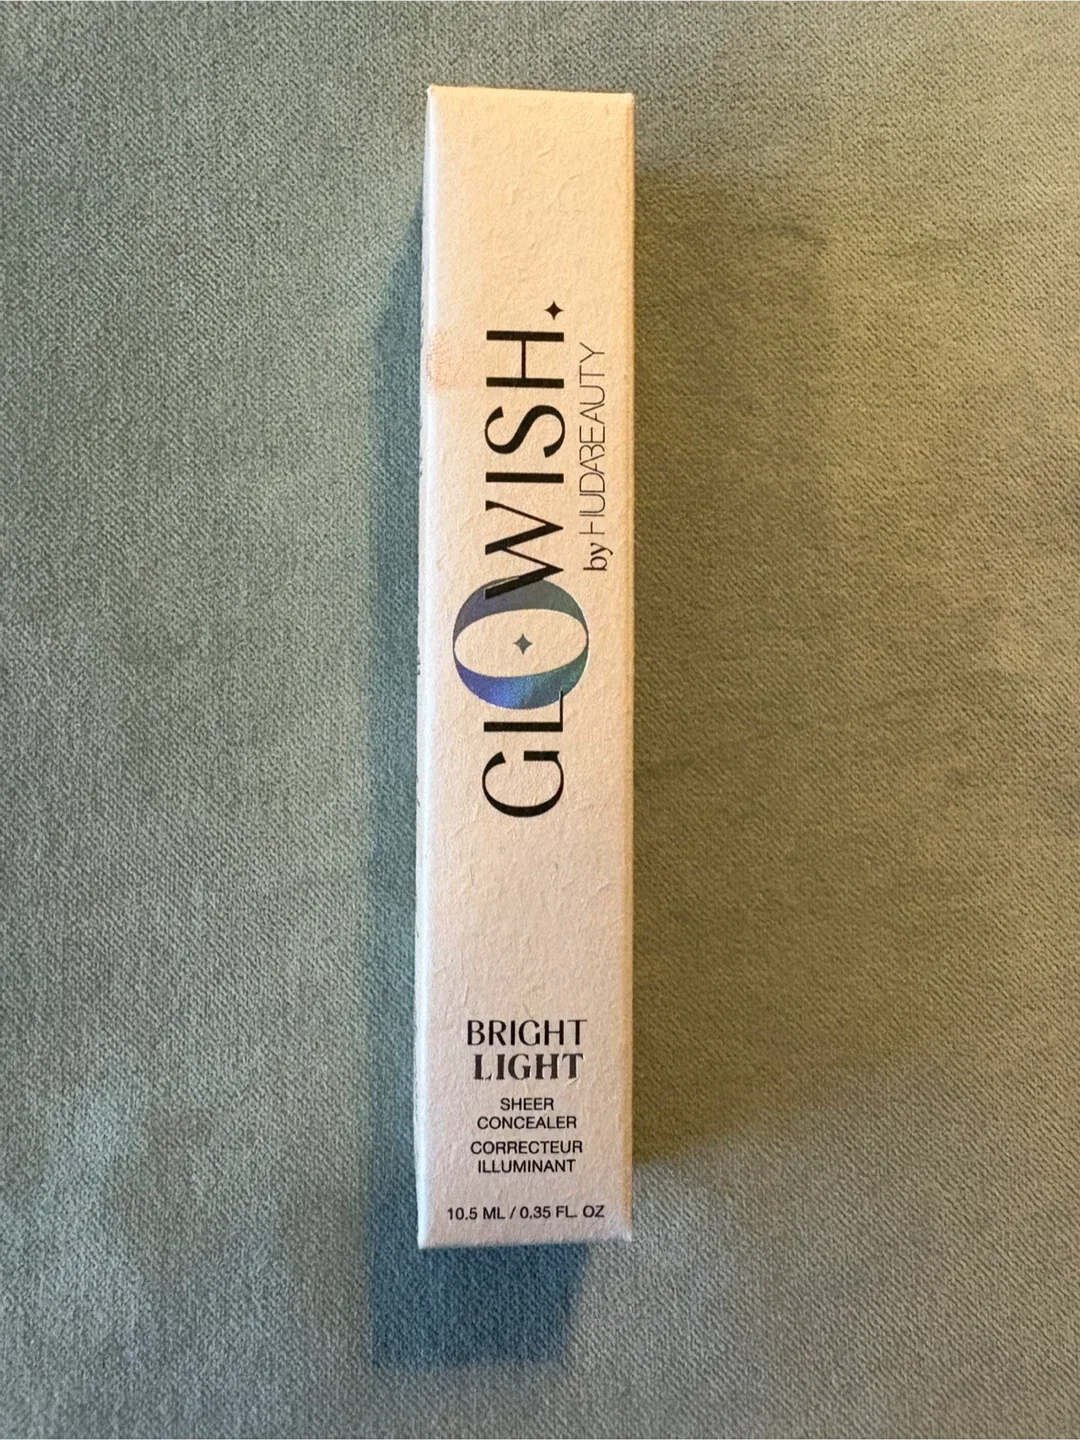 GLOWISH.
by HUDABEAUTY
BRIGHT
LIGHT
SHEER
CONCEALER
CORRECTEUR
ILLUMINANT
10.5 ML / 0.35 FL. OZ